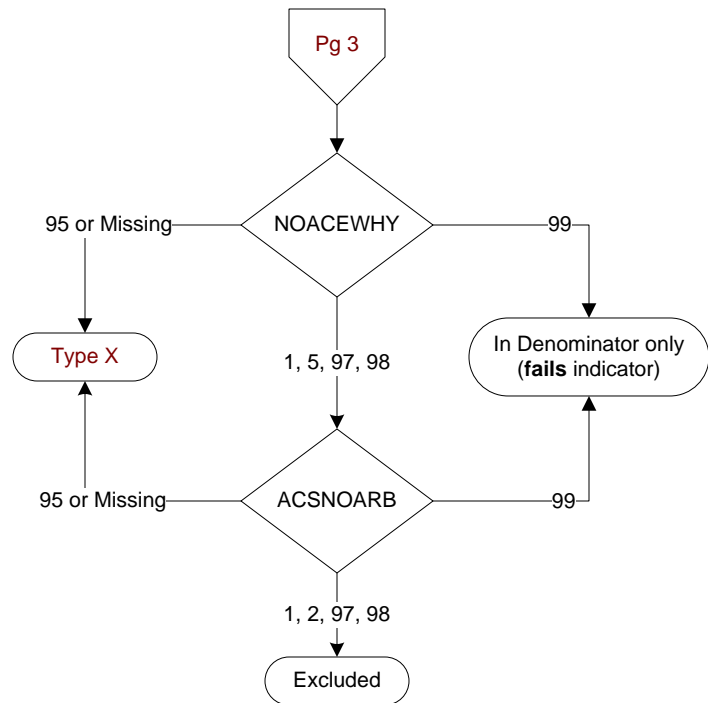 Pg 3
NOACEWHY
95 or Missing
99
Type X
In Denominator only
(fails indicator)
1, 5, 97, 98
ACSNOARB
95 or Missing
99
1, 2, 97, 98
Excluded